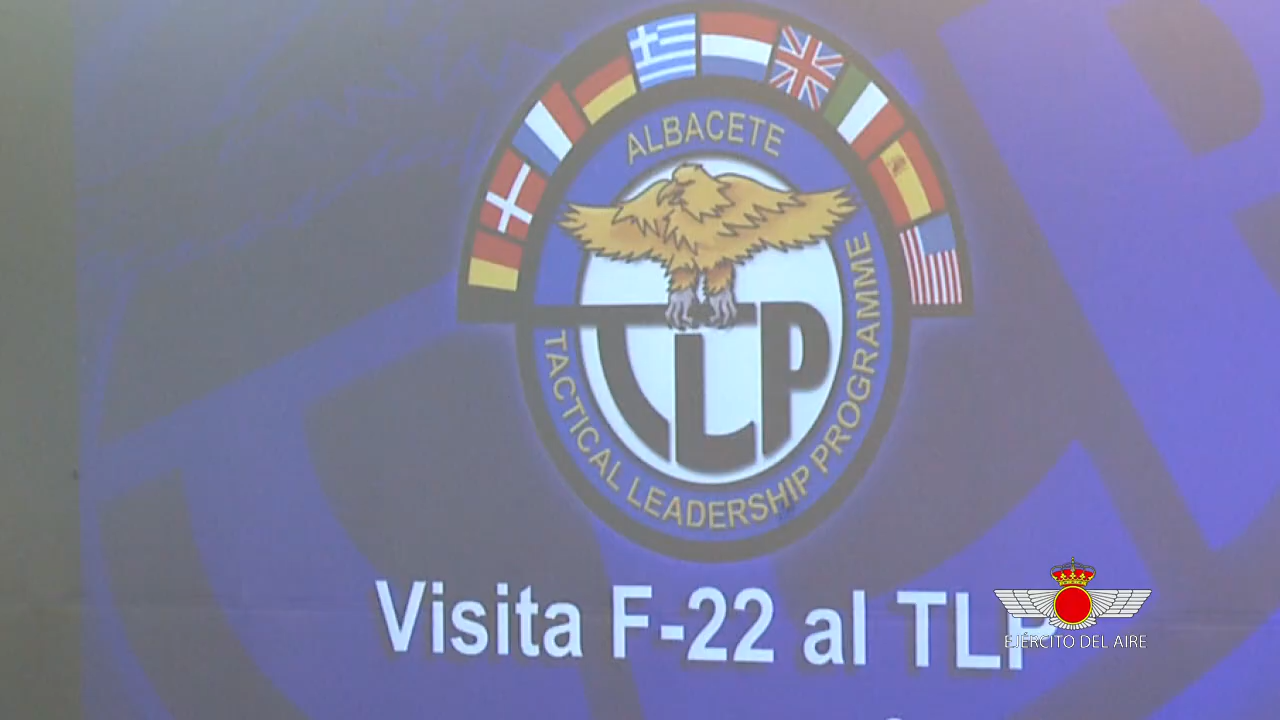 ALBACETE
TLP
TACTICAL LEADERSHIP PROGRAMME
Visita F-22 al TLP
EJÉRCITO DEL AIRE